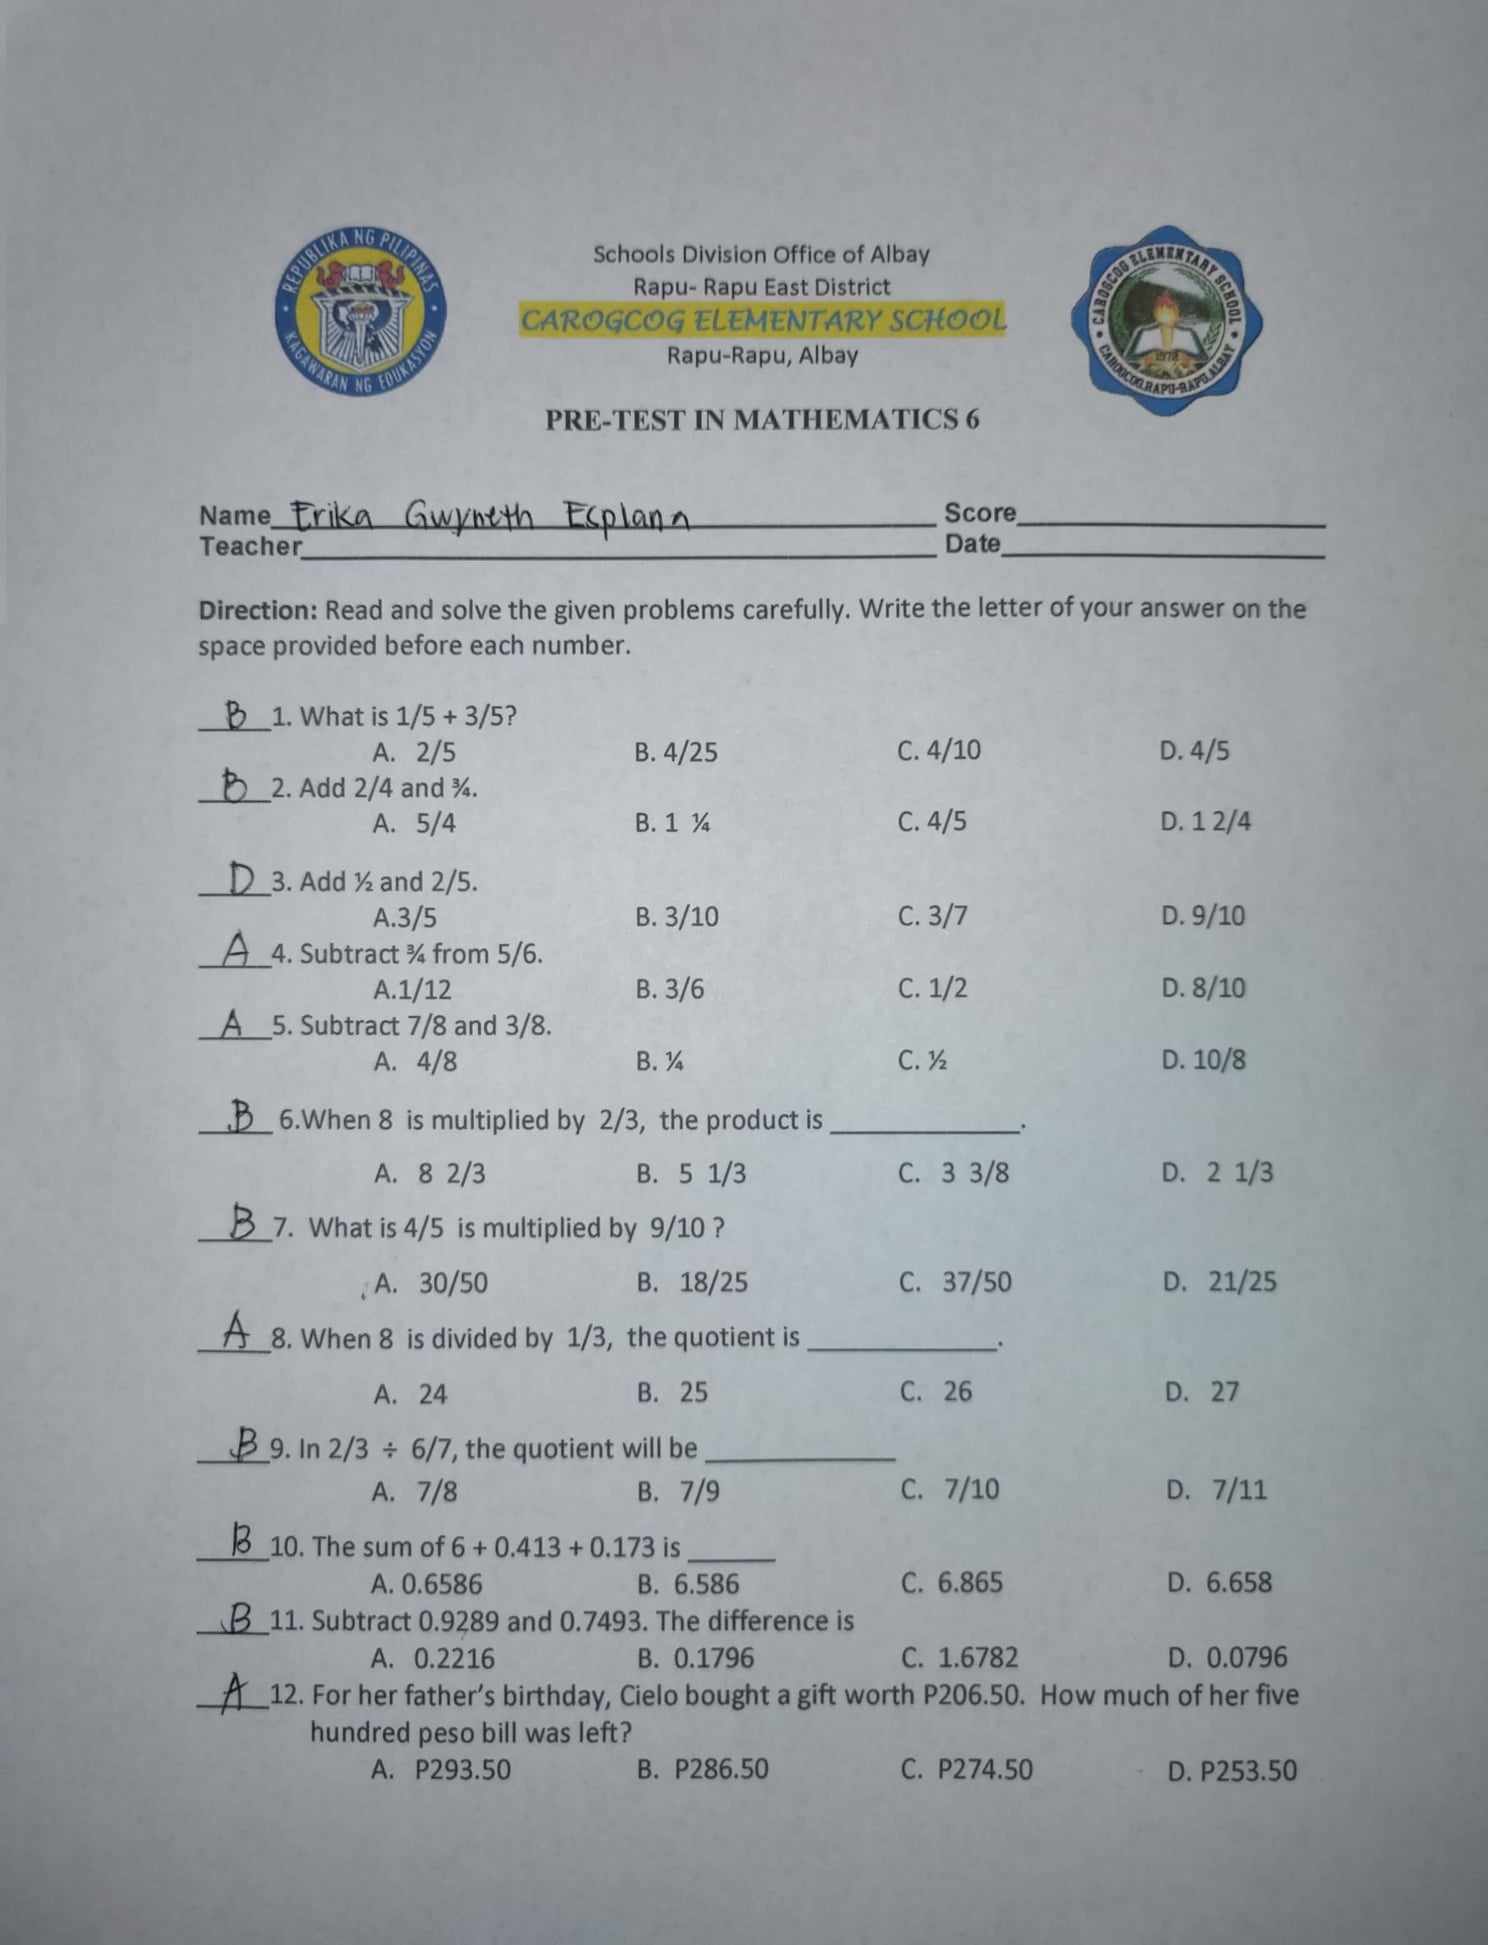 REPUBLIKA NG PILIPINAS
KAGAWARAN NG EDUKASYON
Schools Division Office of Albay
Rapu- Rapu East District
CAROGCOG ELEMENTARY SCHOOL
Rapu-Rapu, Albay
CAROGCOG ELEMENTARY SCHOOL
1978
CAROGCOG, RAPU-RAPU, ALBAY
PRE-TEST IN MATHEMATICS 6
Name Erika Gwyneth Esplana Score
Teacher Date
Direction: Read and solve the given problems carefully. Write the letter of your answer on the
space provided before each number.
B 1. What is 1/5 + 3/5?
A. 2/5 B. 4/25 C. 4/10 D. 4/5
B 2. Add 2/4 and ¾.
A. 5/4 B. 1 ¼ C. 4/5 D. 1 2/4
D 3. Add ½ and 2/5.
A.3/5 B. 3/10 C. 3/7 D. 9/10
A 4. Subtract ¾ from 5/6.
A.1/12 B. 3/6 C. 1/2 D. 8/10
A 5. Subtract 7/8 and 3/8.
A. 4/8 B. ¼ C. ½ D. 10/8
B 6.When 8 is multiplied by 2/3, the product is ____________.
A. 8 2/3 B. 5 1/3 C. 3 3/8 D. 2 1/3
B 7. What is 4/5 is multiplied by 9/10 ?
A. 30/50 B. 18/25 C. 37/50 D. 21/25
A 8. When 8 is divided by 1/3, the quotient is ____________.
A. 24 B. 25 C. 26 D. 27
B 9. In 2/3 ÷ 6/7, the quotient will be ____________
A. 7/8 B. 7/9 C. 7/10 D. 7/11
B 10. The sum of 6 + 0.413 + 0.173 is ______
A. 0.6586 B. 6.586 C. 6.865 D. 6.658
B 11. Subtract 0.9289 and 0.7493. The difference is
A. 0.2216 B. 0.1796 C. 1.6782 D. 0.0796
A 12. For her father's birthday, Cielo bought a gift worth P206.50. How much of her five
hundred peso bill was left?
A. P293.50 B. P286.50 C. P274.50 D. P253.50